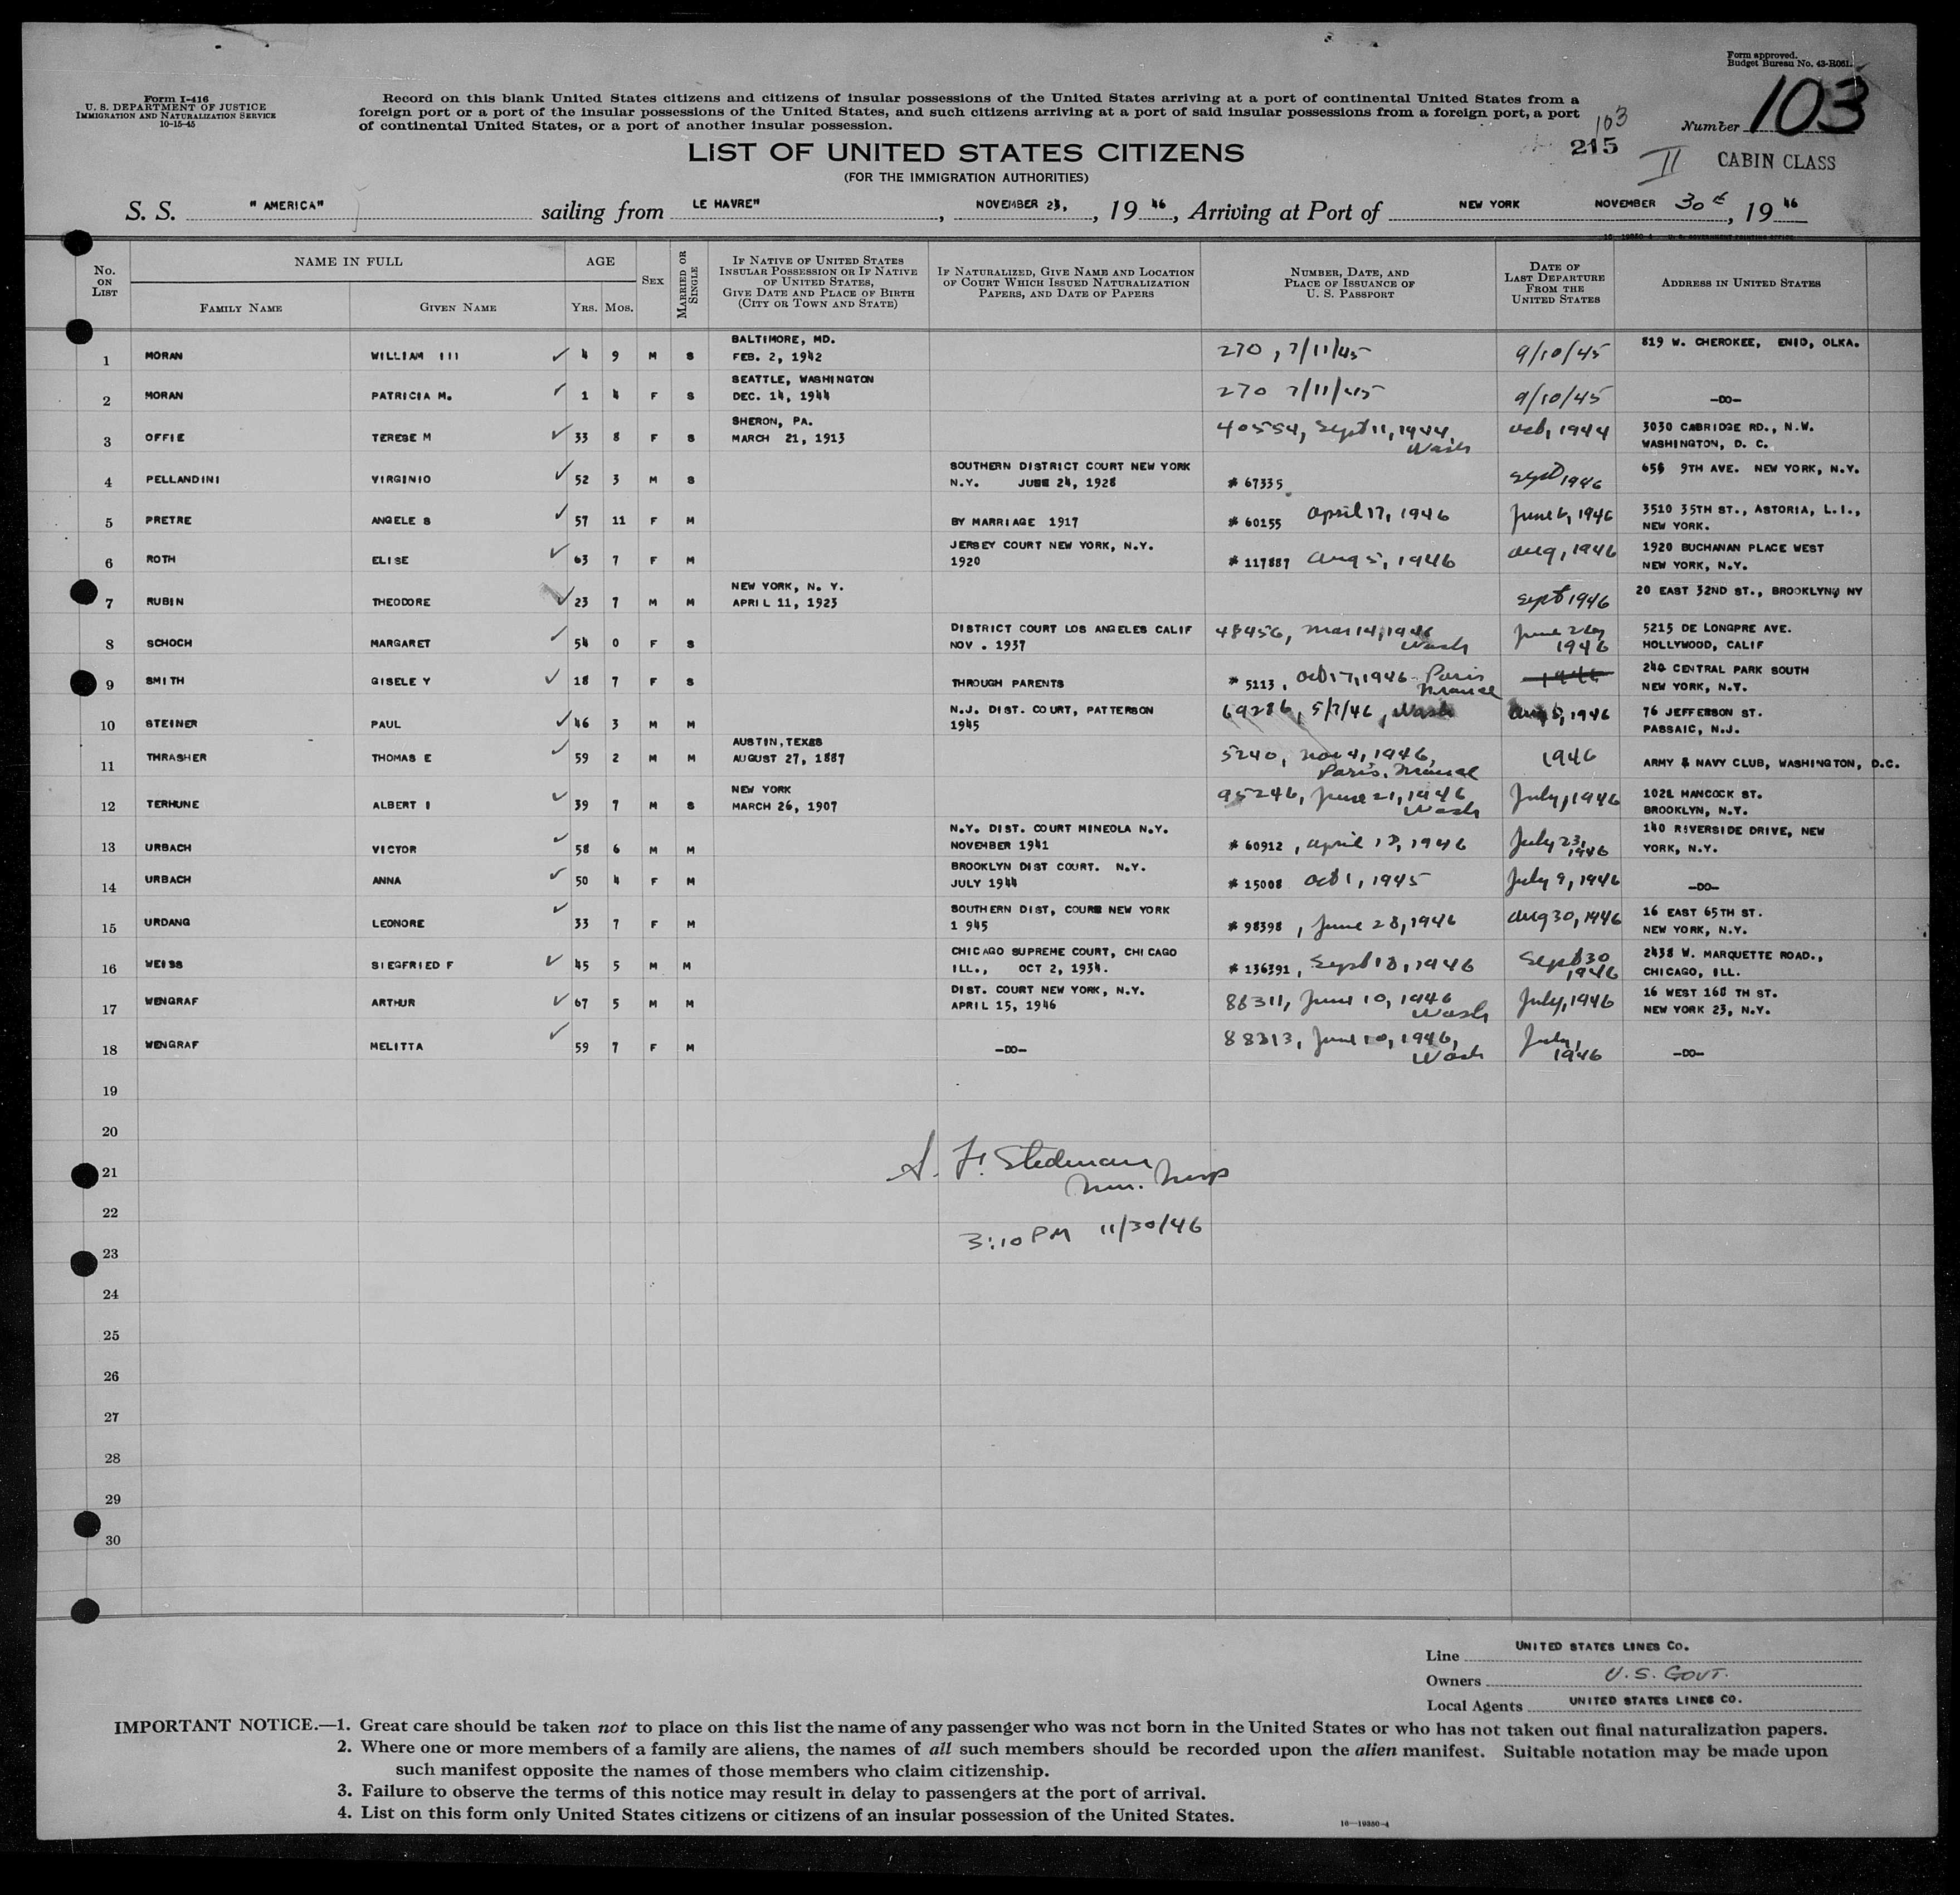 Form approved.
Budget Bureau No. 43-R061.
Form I-416
U. S. DEPARTMENT OF JUSTICE
IMMIGRATION AND NATURALIZATION SERVICE
10-15-45
Record on this blank United States citizens and citizens of insular possessions of the United States arriving at a port of continental United States from a
foreign port or a port of the insular possessions of the United States, and such citizens arriving at a port of said insular possessions from a foreign port, a port
of continental United States, or a port of another insular possession.
103
215
Number 103
II CABIN CLASS
LIST OF UNITED STATES CITIZENS
(FOR THE IMMIGRATION AUTHORITIES)
S. S. "AMERICA" sailing from LE HAVRE", NOVEMBER 23, , 19 46, Arriving at Port of NEW YORK NOVEMBER 30th, 19 46
No. ON LIST
NAME IN FULL
FAMILY NAME
GIVEN NAME
AGE
YRS. MOS.
SEX
MARRIED OR SINGLE
IF NATIVE OF UNITED STATES
INSULAR POSSESSION OR IF NATIVE
OF UNITED STATES,
GIVE DATE AND PLACE OF BIRTH
(CITY OR TOWN AND STATE)
IF NATURALIZED, GIVE NAME AND LOCATION
OF COURT WHICH ISSUED NATURALIZATION
PAPERS, AND DATE OF PAPERS
NUMBER, DATE, AND
PLACE OF ISSUANCE OF
U. S. PASSPORT
DATE OF
LAST DEPARTURE
FROM THE
UNITED STATES
ADDRESS IN UNITED STATES
1 MORAN WILLIAM III ✓ 4 9 M S BALTIMORE, MD. FEB. 2, 1942 270, 7/11/45 9/10/45 819 W. CHEROKEE, ENID, OLKA.
2 MORAN PATRICIA M. ✓ 1 4 F S SEATTLE, WASHINGTON DEC. 14, 1944 270 7/11/45 9/10/45 —DO—
3 OFFIE TERESE M ✓ 33 8 F S SHERON, PA. MARCH 21, 1913 40554, Sept 11, 1944, Wash Oct, 1944 3030 CABRIDGE RD., N.W. WASHINGTON, D. C.
4 PELLANDINI VIRGINIO ✓ 52 3 M S SOUTHERN DISTRICT COURT NEW YORK N.Y. JUNE 24, 1928 # 67335 Sept 1946 656 9TH AVE. NEW YORK, N.Y.
5 PRETRE ANGELE S ✓ 57 11 F M BY MARRIAGE 1917 # 60155 April 17, 1946 June 6, 1946 3510 35TH ST., ASTORIA, L.I., NEW YORK.
6 ROTH ELISE ✓ 63 7 F M JERSEY COURT NEW YORK, N.Y. 1920 # 117887 Aug 5, 1946 Aug, 1946 1920 BUCHANAN PLACE WEST NEW YORK, N.Y.
7 RUBIN THEODORE ✓ 23 7 M M NEW YORK, N. Y. APRIL 11, 1923 Sept 1946 20 EAST 32ND ST., BROOKLYN, NY
8 SCHOCH MARGARET ✓ 54 0 F S DISTRICT COURT LOS ANGELES CALIF NOV . 1937 48456, Mar 14, 1946 Wash June 1946 5215 DE LONGPRE AVE. HOLLYWOOD, CALIF
9 SMITH GISELE Y ✓ 18 7 F S THROUGH PARENTS # 5113, Oct 17, 1946 Paris France 1946 240 CENTRAL PARK SOUTH NEW YORK, N.Y.
10 STEINER PAUL ✓ 46 3 M M N.J. DIST. COURT, PATTERSON 1945 69286, 5/7/46, Wash Aug 5, 1946 76 JEFFERSON ST. PASSAIC, N.J.
11 THRASHER THOMAS E ✓ 59 2 M M AUSTIN, TEXAS AUGUST 27, 1887 5240, Nov 4, 1946, Paris, France 1946 ARMY & NAVY CLUB, WASHINGTON, D.C.
12 TERHUNE ALBERT I ✓ 39 7 M S NEW YORK MARCH 26, 1907 95246, June 21, 1946 Wash July, 1946 102L HANCOCK ST. BROOKLYN, N.Y.
13 URBACH VICTOR ✓ 58 6 M M N.Y. DIST. COURT MINEOLA N.Y. NOVEMBER 1941 # 60912, April 18, 1946 July 23, 1946 140 RIVERSIDE DRIVE, NEW YORK, N.Y.
14 URBACH ANNA ✓ 50 4 F M BROOKLYN DIST COURT. N.Y. JULY 1944 # 15008 Oct 1, 1945 July 9, 1946 —DO—
15 URDANG LEONORE ✓ 33 7 F M SOUTHERN DIST, COURT NEW YORK 1 945 # 98398, June 28, 1946 Aug 30, 1946 16 EAST 65TH ST. NEW YORK, N.Y.
16 WEISS SIEGFRIED F ✓ 45 5 M M CHICAGO SUPREME COURT, CHICAGO ILL., OCT 2, 1934. # 136391, Sept 18, 1946 Sept 30 1946 2438 W. MARQUETTE ROAD., CHICAGO, ILL.
17 WENGRAF ARTHUR ✓ 67 5 M M DIST. COURT NEW YORK, N.Y. APRIL 15, 1946 88311, June 10, 1946 Wash July, 1946 16 WEST 160 TH ST. NEW YORK 23, N.Y.
18 WENGRAF MELITTA ✓ 59 7 F M —DO— 88313, June 10, 1946, Wash July, 1946 —DO—
19
20
21
22
23
24
25
26
27
28
29
30
S. F. Stedman
Imm. Insp
3:10 PM 11/30/46
Line UNITED STATES LINES CO.
Owners U.S. GOVT.
Local Agents UNITED STATES LINES CO.
IMPORTANT NOTICE.—1. Great care should be taken not to place on this list the name of any passenger who was not born in the United States or who has not taken out final naturalization papers.
2. Where one or more members of a family are aliens, the names of all such members should be recorded upon the alien manifest. Suitable notation may be made upon
such manifest opposite the names of those members who claim citizenship.
3. Failure to observe the terms of this notice may result in delay to passengers at the port of arrival.
4. List on this form only United States citizens or citizens of an insular possession of the United States.
16—19350-4